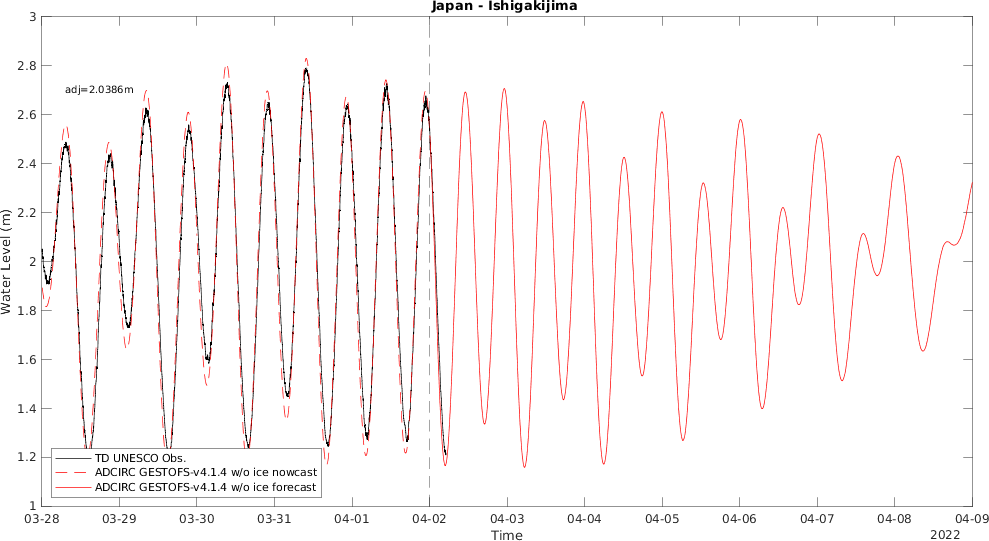 Japan - Ishigakijima
3
2.8
2.6
2.4
2.2
2
1.8
1.6
1.4
1.2
1
Water Level (m)
adj=2.0386m
TD UNESCO Obs.
ADCIRC GESTOFS-v4.1.4 w/o ice nowcast
ADCIRC GESTOFS-v4.1.4 w/o ice forecast
03-28 03-29 03-30 03-31 04-01 04-02 04-03 04-04 04-05 04-06 04-07 04-08 04-09
Time
2022